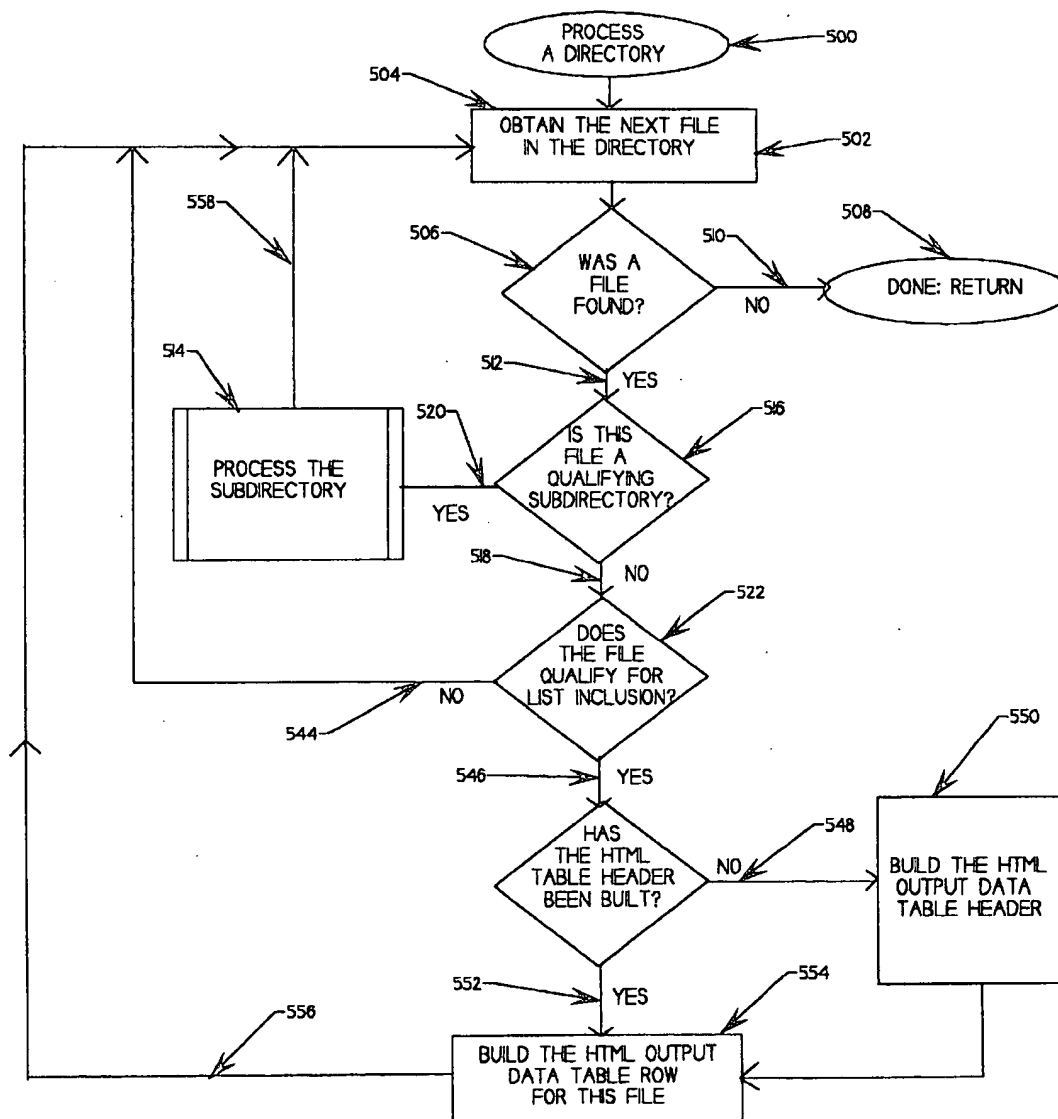 PROCESS
A DIRECTORY
500
504
OBTAIN THE NEXT FILE
IN THE DIRECTORY
502
558
506
WAS A
FILE
FOUND?
510
NO
508
DONE: RETURN
512
YES
514
PROCESS THE
SUBDIRECTORY
520
YES
IS THIS
FILE A
QUALIFYING
SUBDIRECTORY?
516
518
NO
522
DOES
THE FILE
QUALIFY FOR
LIST INCLUSION?
NO
544
546
YES
HAS
THE HTML
TABLE HEADER
BEEN BUILT?
NO
548
550
BUILD THE HTML
OUTPUT DATA
TABLE HEADER
552
YES
554
556
BUILD THE HTML OUTPUT
DATA TABLE ROW
FOR THIS FILE